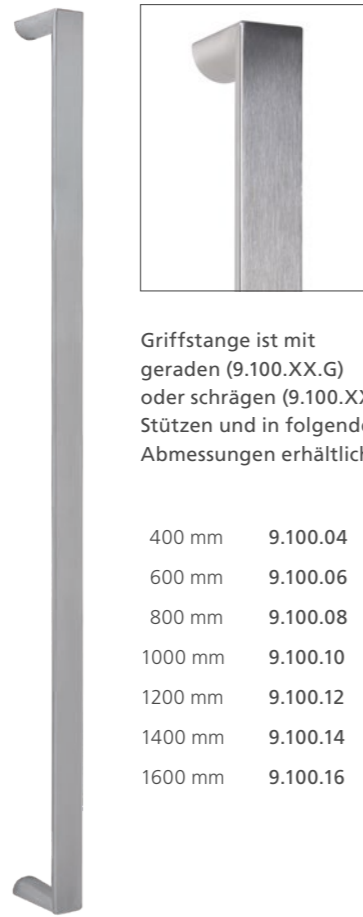 Griffstange ist mit
geraden (9.100.XX.G)
oder schrägen
Stützen und in
Abmessungen
400 mm 9.100.04
600 mm 9.100.06
800 mm 9.100.08
1000 mm 9.100.10
1200 mm 9.100.12
1400 mm 9.100.14
1600 mm 9.100.16